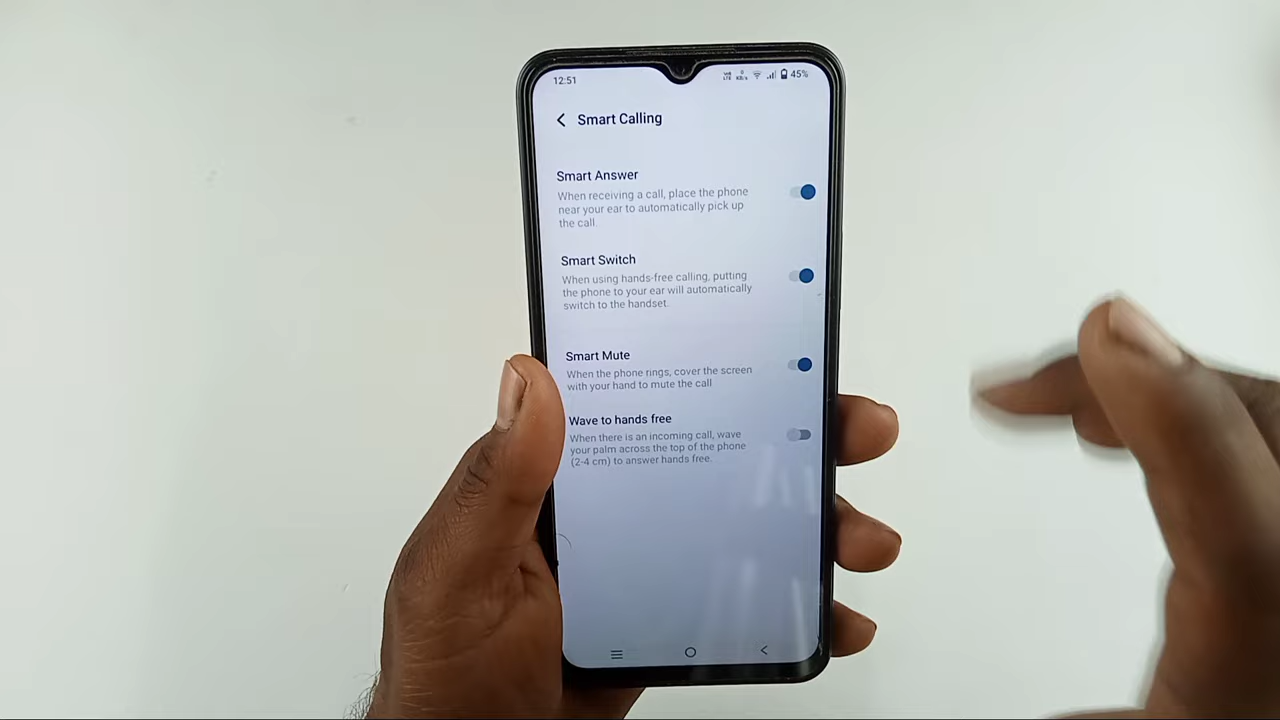 12:51
VoLTE 0 KB/s 45%
Smart Calling
Smart Answer
When receiving a call, place the phone
near your ear to automatically pick up
the call.
Smart Switch
When using hands-free calling, putting
the phone to your ear will automatically
switch to the handset.
Smart Mute
When the phone rings, cover the screen
with your hand to mute the call
Wave to hands free
When there is an incoming call, wave
your palm across the top of the phone
(2-4 cm) to answer hands free.